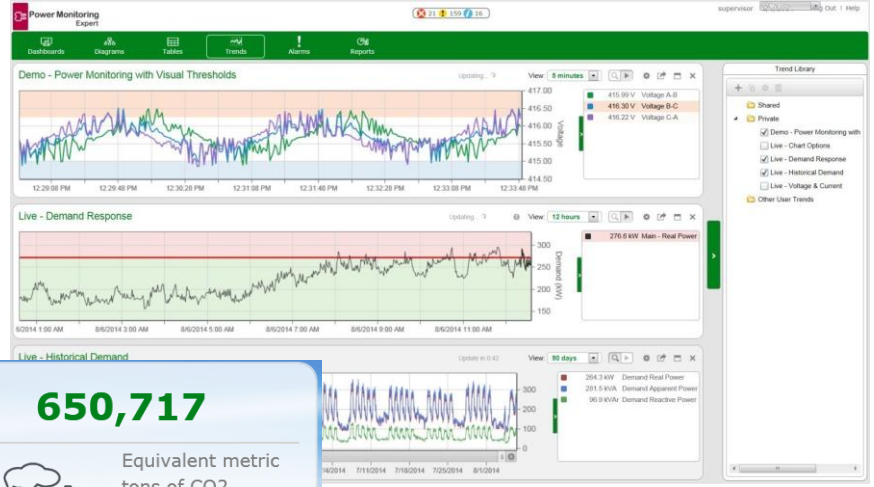 Power Monitoring
Expert
21 159 16
supervisor Out | Help
Dashboards Diagrams Tables Trends Alarms Reports
Demo - Power Monitoring with Visual Thresholds
Updating...
View: 5 minutes
417.00
416.50
416.00
415.50
415.00
414.50
Voltage
415.99 V Voltage A-B
416.30 V Voltage B-C
416.22 V Voltage C-A
12:29:08 PM 12:29:48 PM 12:30:28 PM 12:31:08 PM 12:31:48 PM 12:32:28 PM 12:33:08 PM 12:33:48 PM
Live - Demand Response
Updating...
View: 12 hours
300
250
200
150
Demand (kW)
276.6 kW Main - Real Power
8/6/2014 3:00 AM 8/6/2014 5:00 AM 8/6/2014 7:00 AM 8/6/2014 9:00 AM 8/6/2014 11:00 AM
Live - Historical Demand
Update in 0:42
View: 90 days
300
200
100
0
264.3 kW Demand Real Power
281.5 kVA Demand Apparent Power
96.9 kVAr Demand Reactive Power
7/11/2014 7/18/2014 7/25/2014 8/1/2014
Trend Library
Shared
Private
Demo - Power Monitoring with
Live - Chart Options
Live - Demand Response
Live - Historical Demand
Live - Voltage & Current
Other User Trends
650,717
Equivalent metric
tons of CO2